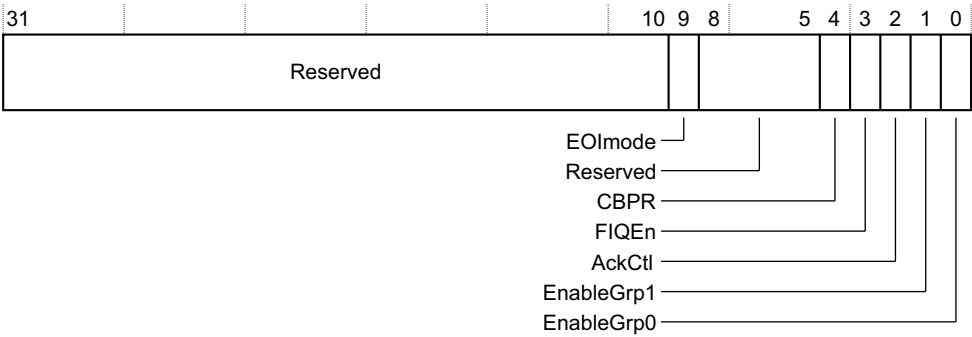 31 10 9 8 5 4 3 2 1 0
Reserved
EOImode
Reserved
CBPR
FIQEn
AckCtl
EnableGrp1
EnableGrp0